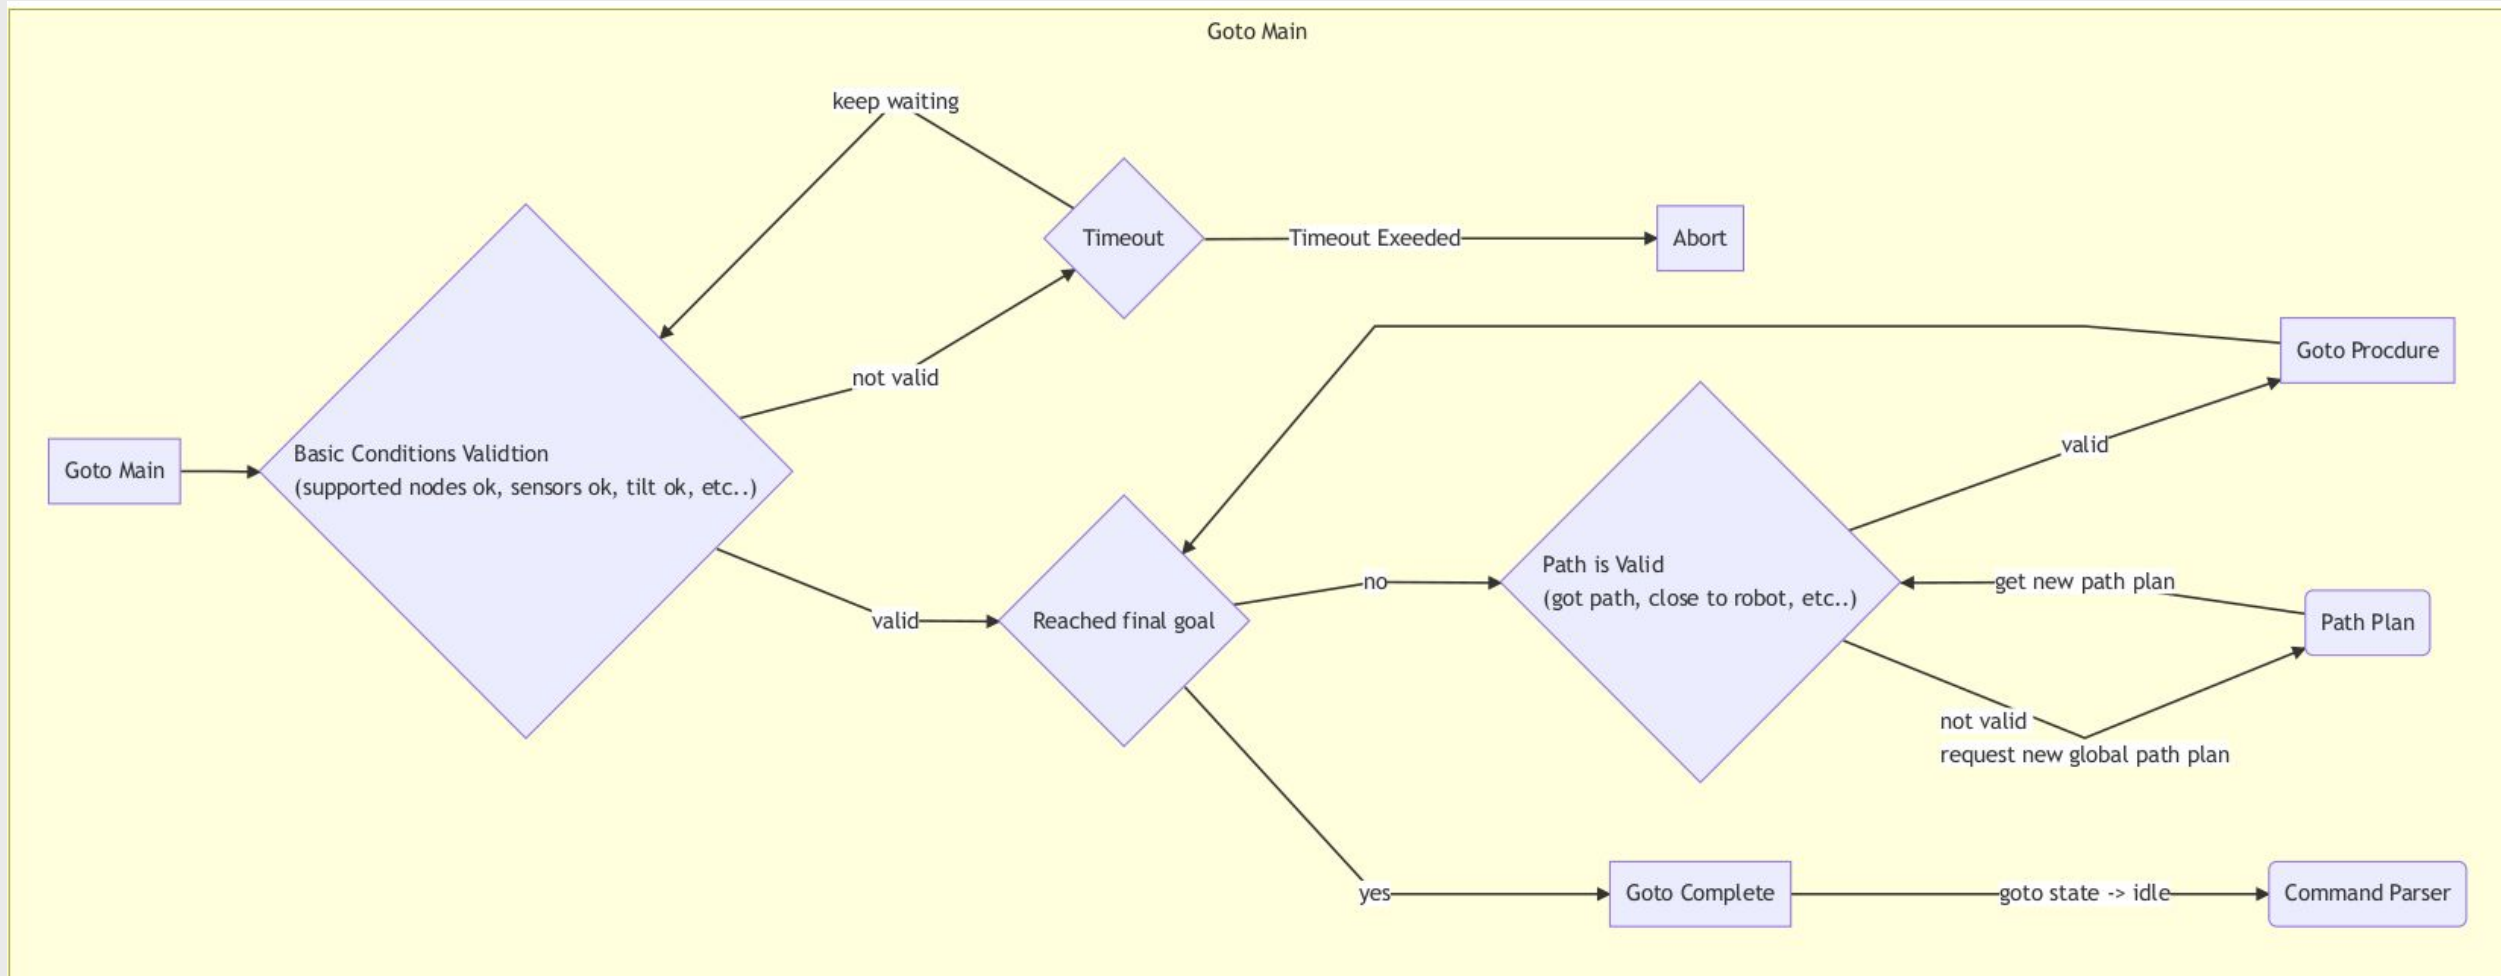 Goto Main
keep waiting
Timeout
Timeout Exeeded
Abort
Goto Procdure
not valid
valid
Goto Main
Basic Conditions Validtion
(supported nodes ok, sensors ok, tilt ok, etc..)
Path is Valid
(got path, close to robot, etc..)
no
get new path plan
valid
Reached final goal
Path Plan
not valid
request new global path plan
yes
Goto Complete
goto state -> idle
Command Parser